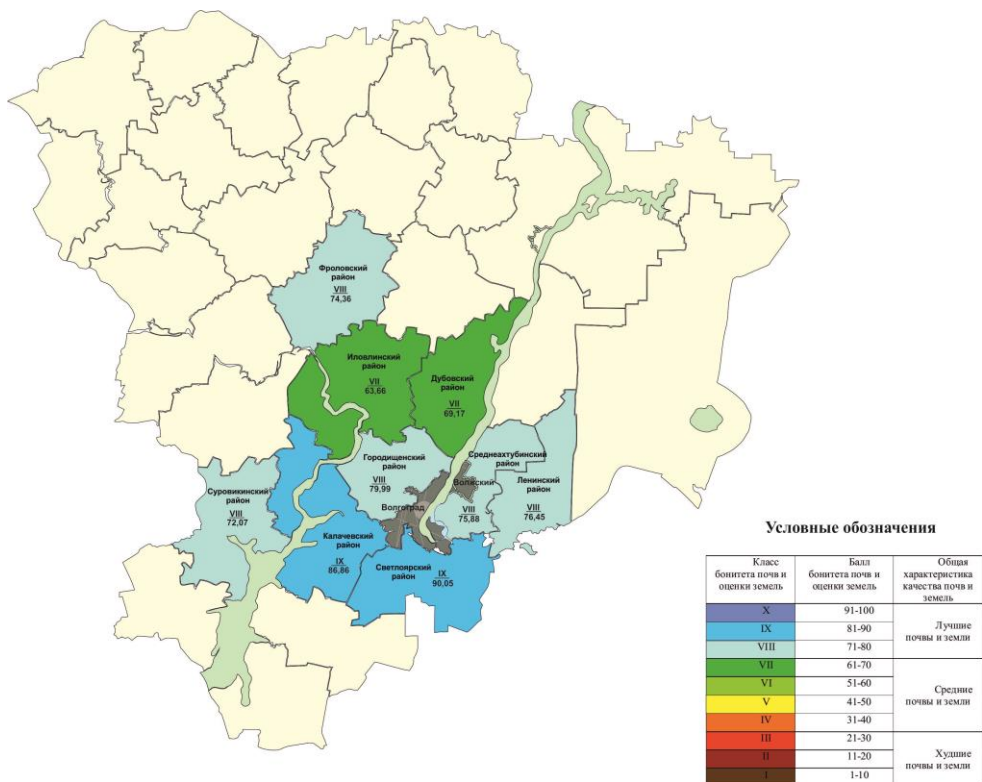 Фроловский
район
VIII
74,36
Иловлинский
район
VII
63,66
Дубовский
район
VII
69,17
Городищенский
район
VIII
79,99
Среднеахтубинский
район
VIII
75,88
Волжский
Волгоград
Ленинский
район
VIII
76,45
Суровикинский
район
VIII
72,07
Калачевский
район
IX
86,86
Светлоярский
район
IX
90,05
Условные обозначения
Класс
бонитета почв и
оценки земель
Балл
бонитета почв и
оценки земель
Общая
характеристика
качества почв и
земель
X 91-100
IX 81-90
VIII 71-80
Лучшие
почвы и земли
VII 61-70
VI 51-60
V 41-50
IV 31-40
Средние
почвы и земли
III 21-30
II 11-20
I 1-10
Худшие
почвы и земли